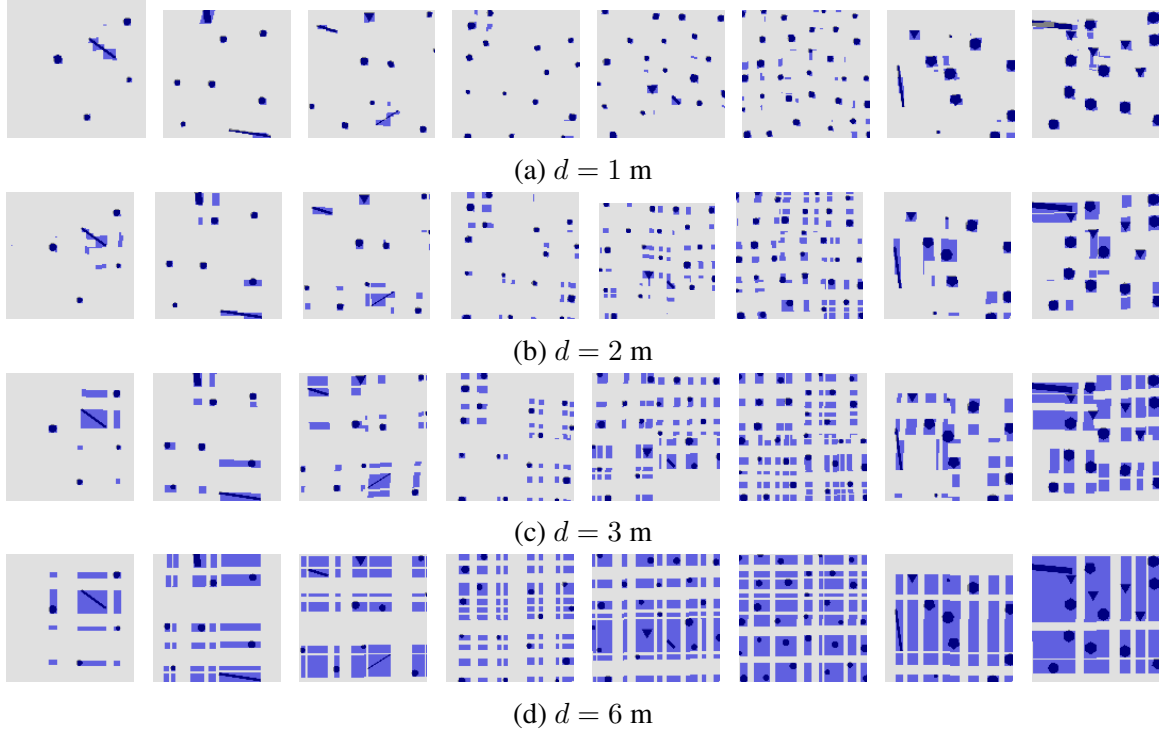 (a) d = 1 m
(b) d = 2 m
(c) d = 3 m
(d) d = 6 m